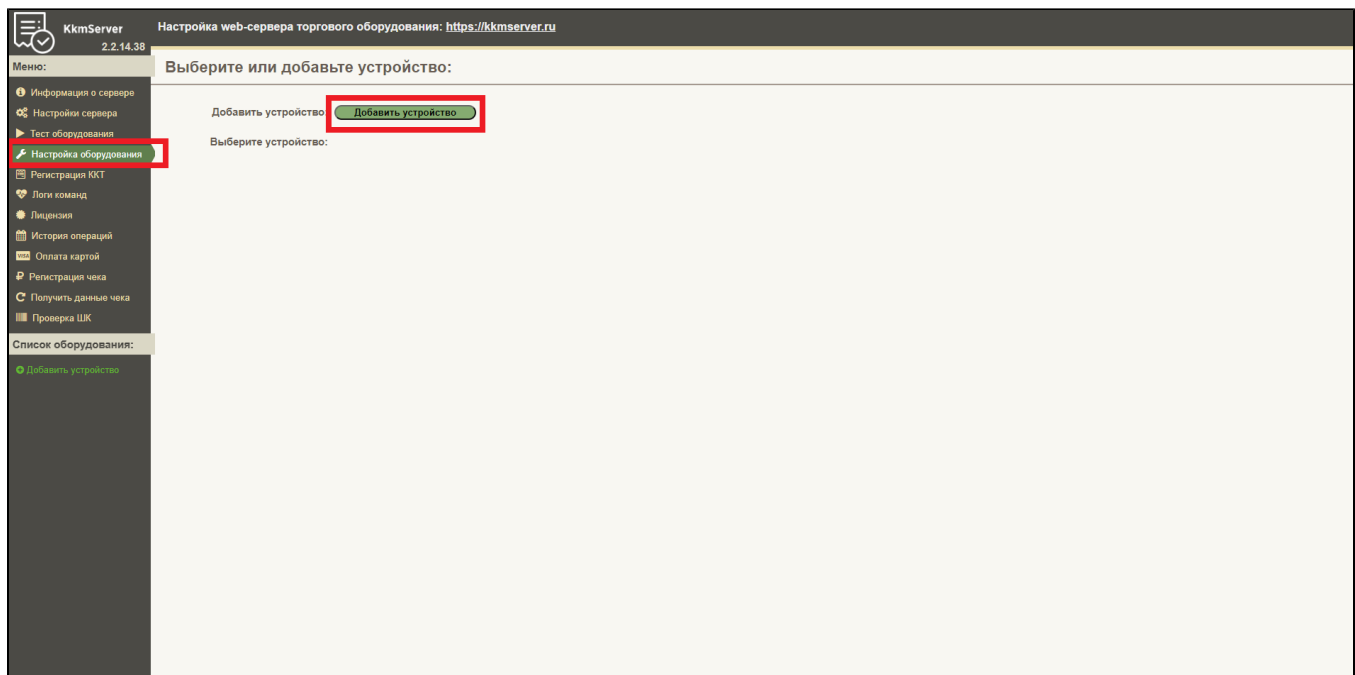 KkmServer
2.2.14.38
Настройка web-сервера торгового оборудования: https://kkmserver.ru
Меню:
Информация о сервере
Настройки сервера
Тест оборудования
Настройка оборудования
Регистрация ККТ
Логи команд
Лицензия
История операций
VISA Оплата картой
Регистрация чека
Получить данные чека
Проверка ШК
Список оборудования:
Добавить устройство
Выберите или добавьте устройство:
Добавить устройство Добавить устройство
Выберите устройство: